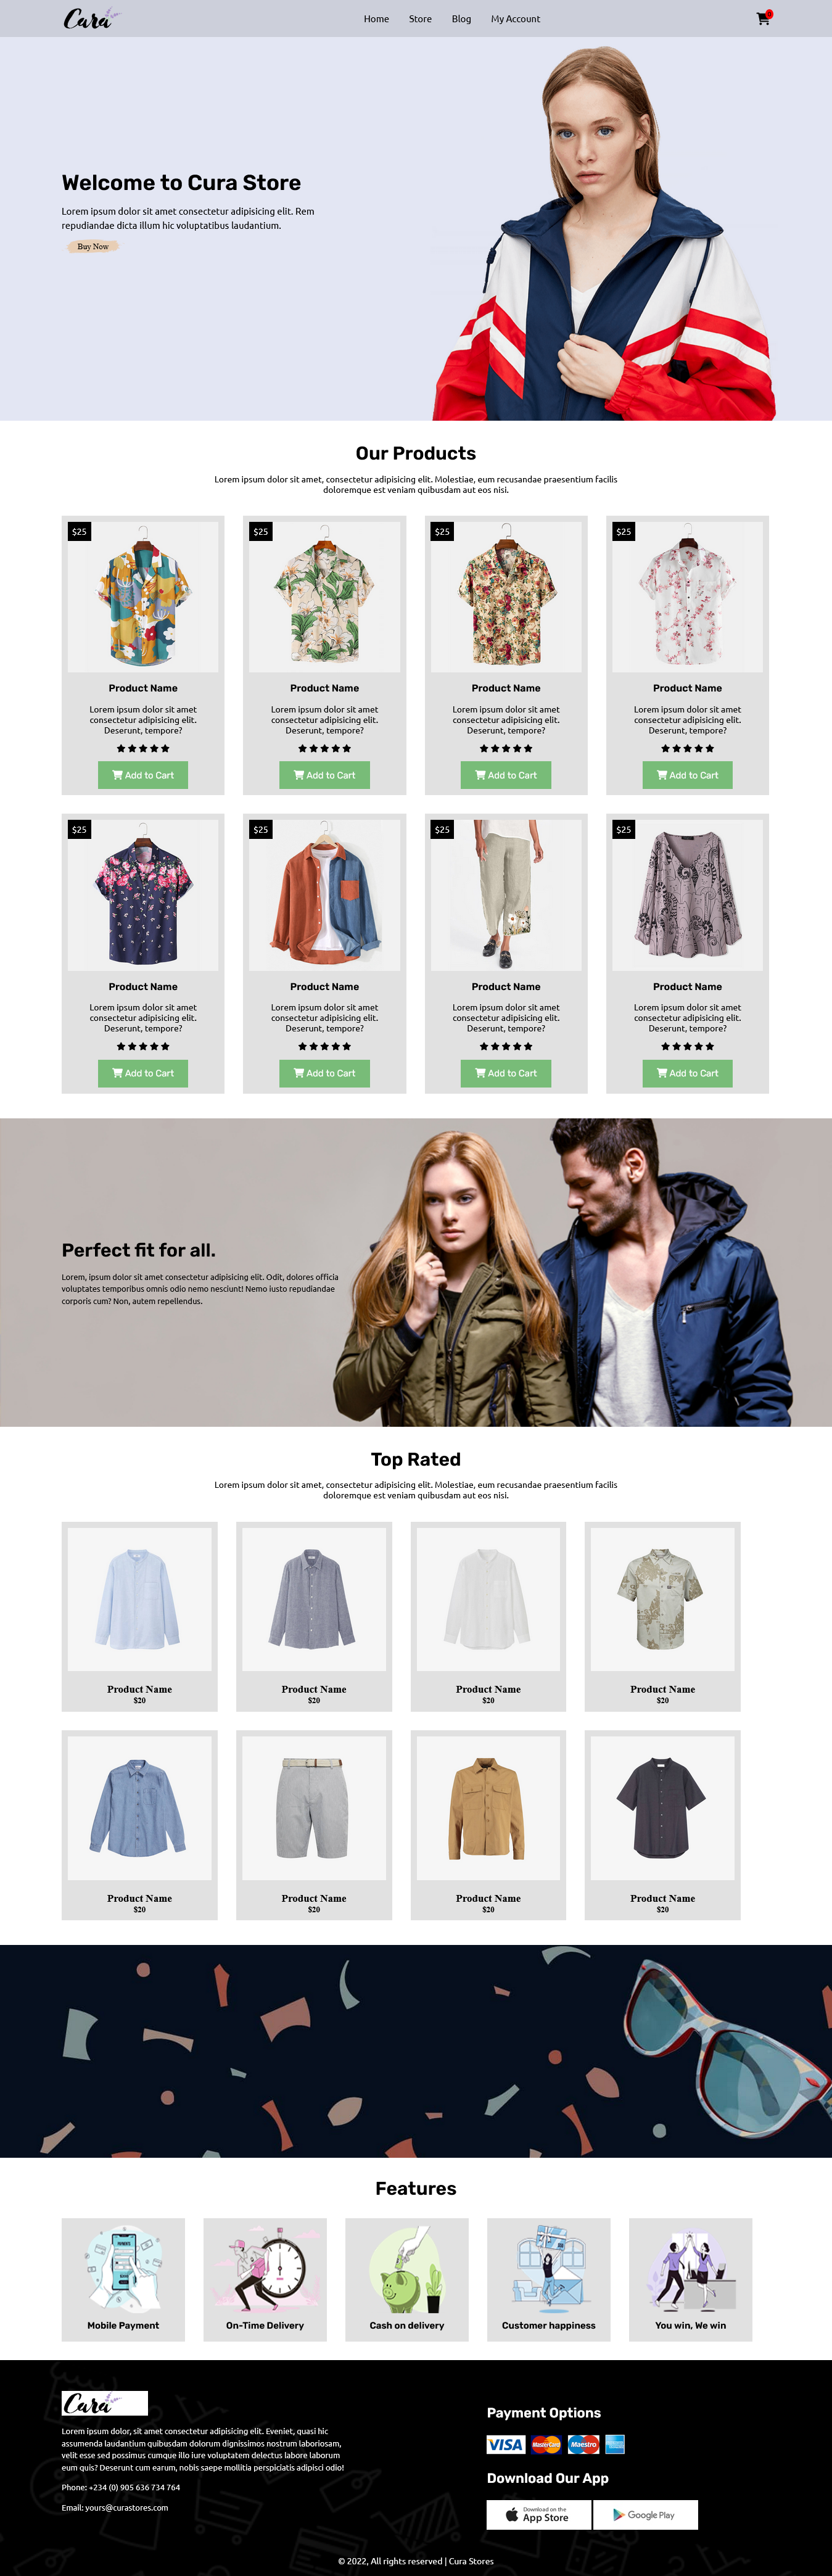 Cura
Home Store Blog My Account
0
Welcome to Cura Store
Lorem ipsum dolor sit amet consectetur adipisicing elit. Rem
repudiandae dicta illum hic voluptatibus laudantium.
Buy Now
Our Products
Lorem ipsum dolor sit amet, consectetur adipisicing elit. Molestiae, eum recusandae praesentium facilis
doloremque est veniam quibusdam aut eos nisi.
$25 $25 $25 $25
Product Name Product Name Product Name Product Name
Lorem ipsum dolor sit amet Lorem ipsum dolor sit amet Lorem ipsum dolor sit amet Lorem ipsum dolor sit amet
consectetur adipisicing elit. consectetur adipisicing elit. consectetur adipisicing elit. consectetur adipisicing elit.
Deserunt, tempore? Deserunt, tempore? Deserunt, tempore? Deserunt, tempore?
Add to Cart Add to Cart Add to Cart Add to Cart
$25 $25 $25 $25
Product Name Product Name Product Name Product Name
Lorem ipsum dolor sit amet Lorem ipsum dolor sit amet Lorem ipsum dolor sit amet Lorem ipsum dolor sit amet
consectetur adipisicing elit. consectetur adipisicing elit. consectetur adipisicing elit. consectetur adipisicing elit.
Deserunt, tempore? Deserunt, tempore? Deserunt, tempore? Deserunt, tempore?
Add to Cart Add to Cart Add to Cart Add to Cart
Perfect fit for all.
Lorem, ipsum dolor sit amet consectetur adipisicing elit. Odit, dolores officia
voluptates temporibus omnis odio nemo nesciunt! Nemo iusto repudiandae
corporis cum? Non, autem repellendus.
Top Rated
Lorem ipsum dolor sit amet, consectetur adipisicing elit. Molestiae, eum recusandae praesentium facilis
doloremque est veniam quibusdam aut eos nisi.
Product Name Product Name Product Name Product Name
$20 $20 $20 $20
Product Name Product Name Product Name Product Name
$20 $20 $20 $20
Features
Mobile Payment On-Time Delivery Cash on delivery Customer happiness You win, We win
Cura
Lorem ipsum dolor, sit amet consectetur adipisicing elit. Eveniet, quasi hic
assumenda laudantium quibusdam dolorum dignissimos nostrum laboriosam,
velit esse sed possimus cumque illo iure voluptatem delectus labore laborum
eum quis? Deserunt cum earum, nobis saepe mollitia perspiciatis adipisci odio!
Phone: +234 (0) 905 636 734 764
Email: yours@curastores.com
Payment Options
VISA MasterCard Maestro
Download Our App
Download on the
App Store
Google Play
© 2022, All rights reserved | Cura Stores